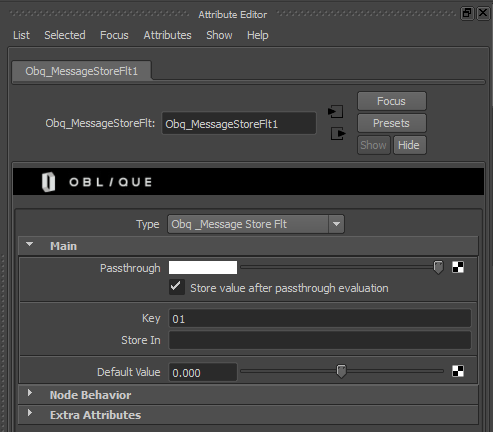 Attribute Editor
List Selected Focus Attributes Show Help
Obq_MessageStoreFlt1
Focus
Obq_MessageStoreFlt: Obq_MessageStoreFlt1 Presets
Show Hide
OBL/QUE
Type Obq _Message Store Flt
Main
Passthrough
Store value after passthrough evaluation
Key 01
Store In
Default Value 0.000
Node Behavior
Extra Attributes